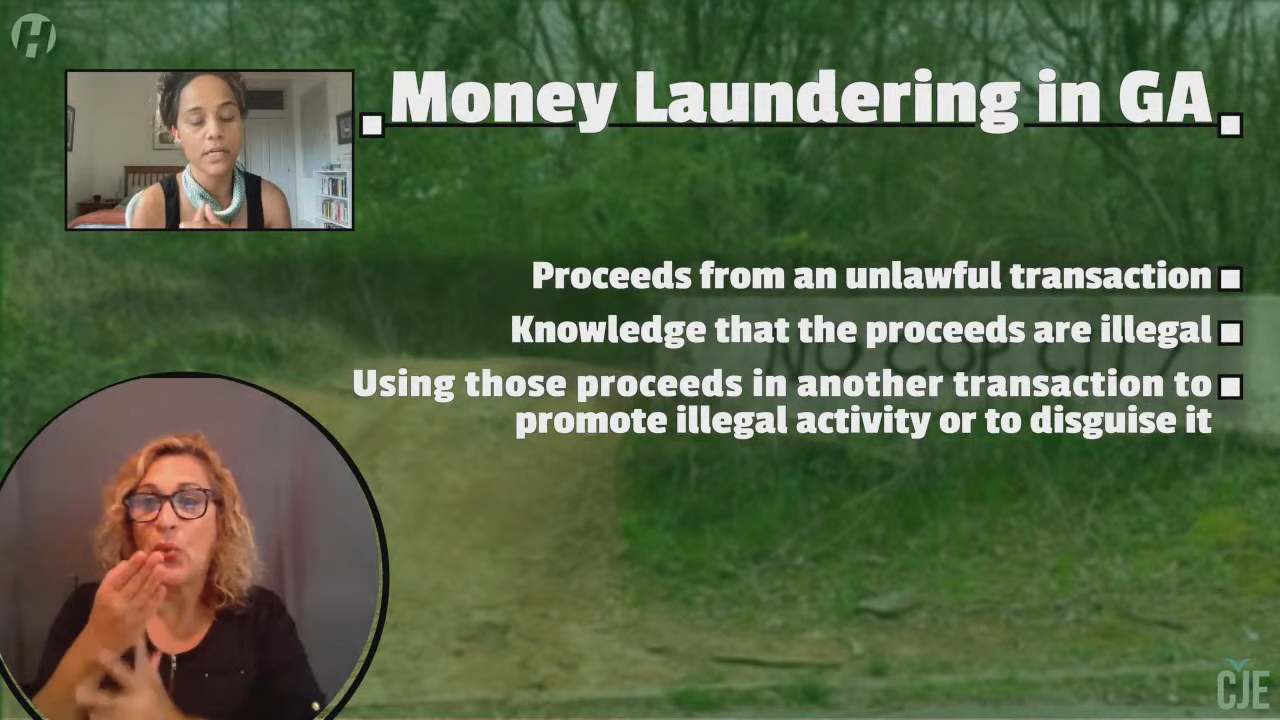 H
Money Laundering in GA
Proceeds from an unlawful transaction
Knowledge that the proceeds are illegal
NO COP CITY
Using those proceeds in another transaction to
promote illegal activity or to disguise it
CJE